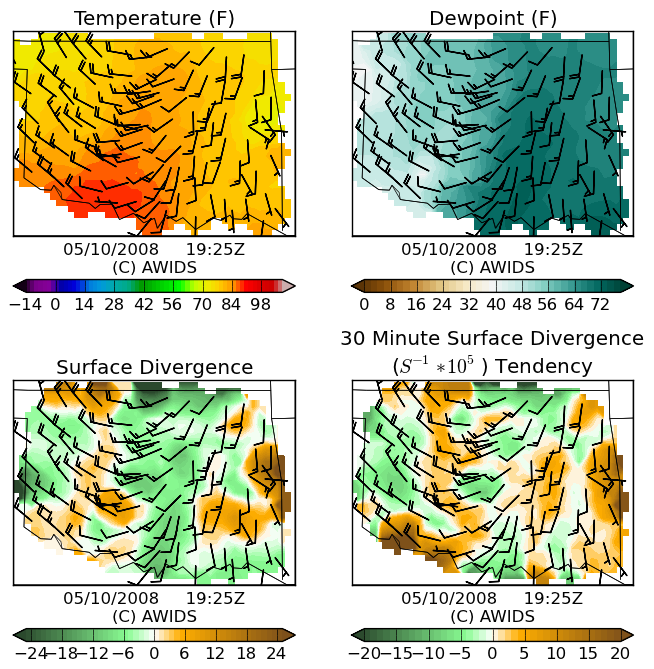 Temperature (F)
Dewpoint (F)
05/10/2008 19:25Z
(C) AWIDS
−14 0 14 28 42 56 70 84 98
05/10/2008 19:25Z
(C) AWIDS
0 8 16 24 32 40 48 56 64 72
Surface Divergence
30 Minute Surface Divergence
(S⁻¹ *10⁵ ) Tendency
05/10/2008 19:25Z
(C) AWIDS
−24 −18 −12 −6 0 6 12 18 24
05/10/2008 19:25Z
(C) AWIDS
−20 −15 −10 −5 0 5 10 15 20